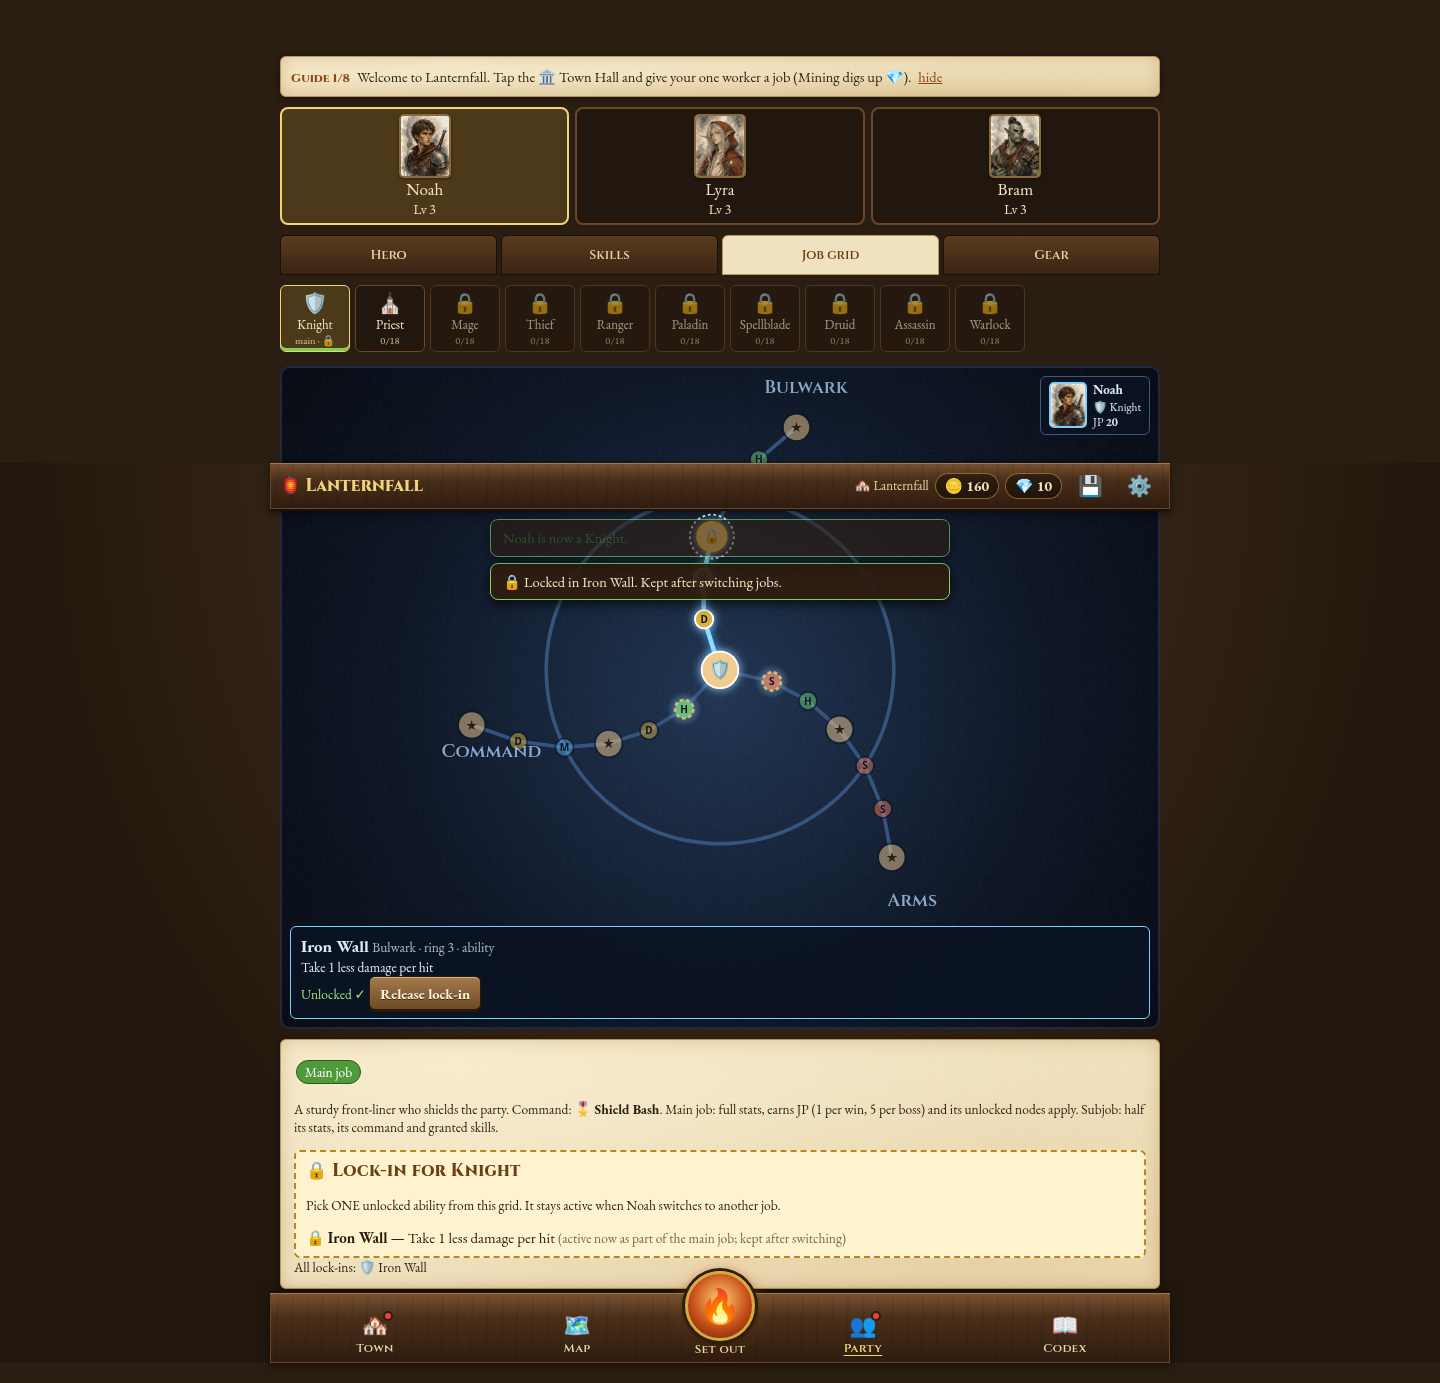 Guide 1/8 Welcome to Lanternfall. Tap the 🏛️ Town Hall and give your one worker a job (Mining digs up 💎). hide
Noah
Lv 3
Lyra
Lv 3
Bram
Lv 3
Hero
Skills
Job grid
Gear
Knight
main · 🔒
Priest
0/18
Mage
0/18
Thief
0/18
Ranger
0/18
Paladin
0/18
Spellblade
0/18
Druid
0/18
Assassin
0/18
Warlock
0/18
Bulwark
Noah
🛡️ Knight
JP 20
H
Lanternfall
Lanternfall
160
10
Noah is now a Knight.
🔒 Locked in Iron Wall. Kept after switching jobs.
D
S
H
H
D
D
M
Command
S
S
Arms
Iron Wall Bulwark · ring 3 · ability
Take 1 less damage per hit
Unlocked ✓ Release lock-in
Main job
A sturdy front-liner who shields the party. Command: 🎖️ Shield Bash. Main job: full stats, earns JP (1 per win, 5 per boss) and its unlocked nodes apply. Subjob: half
its stats, its command and granted skills.
🔒 Lock-in for Knight
Pick ONE unlocked ability from this grid. It stays active when Noah switches to another job.
🔒 Iron Wall — Take 1 less damage per hit (active now as part of the main job; kept after switching)
All lock-ins: 🛡️ Iron Wall
Town
Map
Set out
Party
Codex